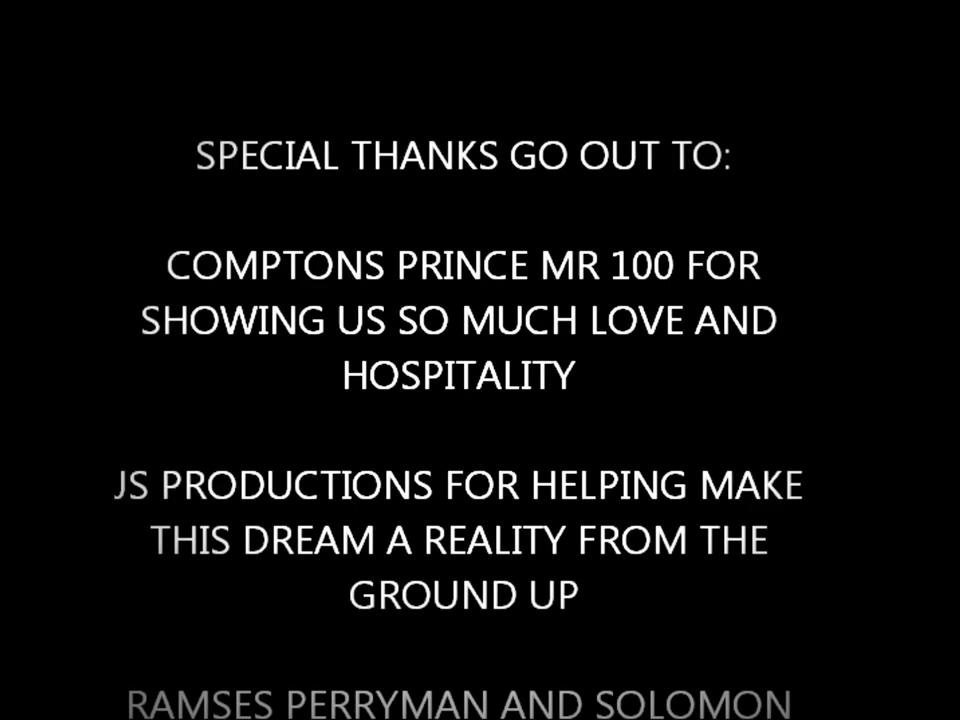 SPECIAL THANKS GO OUT TO:
COMPTONS PRINCE MR 100 FOR
SHOWING US SO MUCH LOVE AND
HOSPITALITY
JS PRODUCTIONS FOR HELPING MAKE
THIS DREAM A REALITY FROM THE
GROUND UP
RAMSES PERRYMAN AND SOLOMON